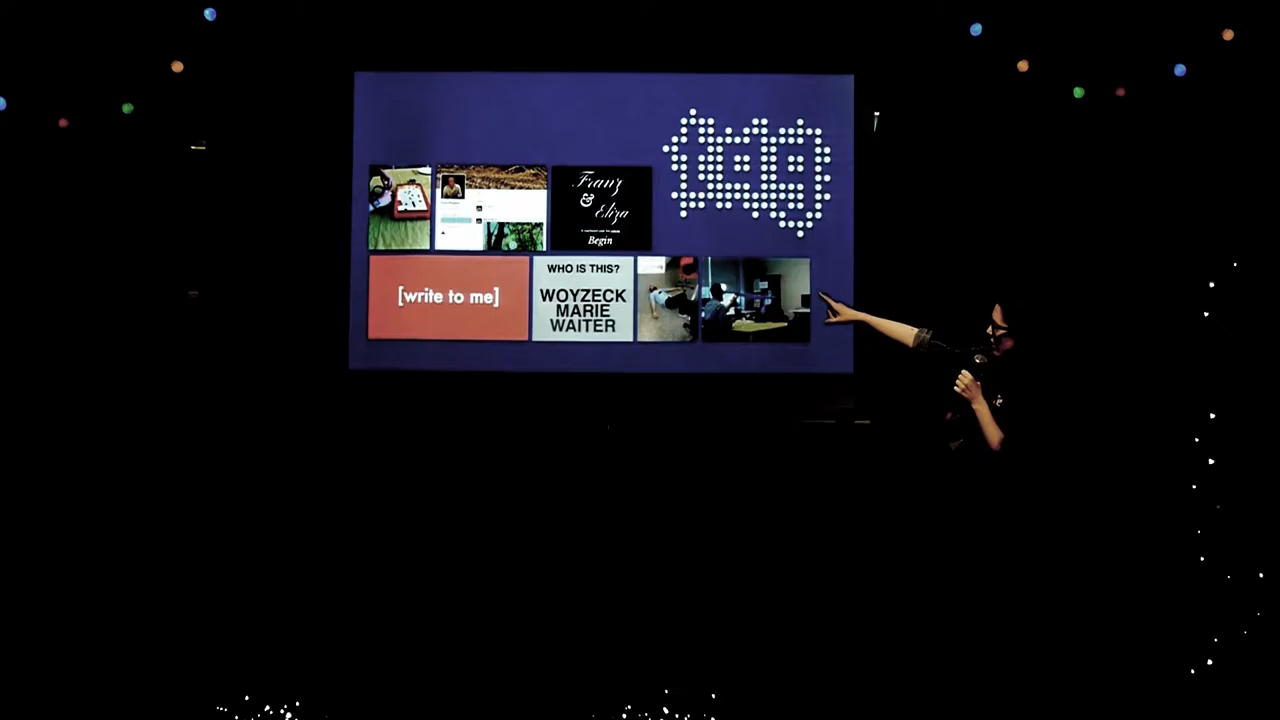 Franz
&
Eliza
Begin
[write to me]
WHO IS THIS?
WOYZECK
MARIE
WAITER